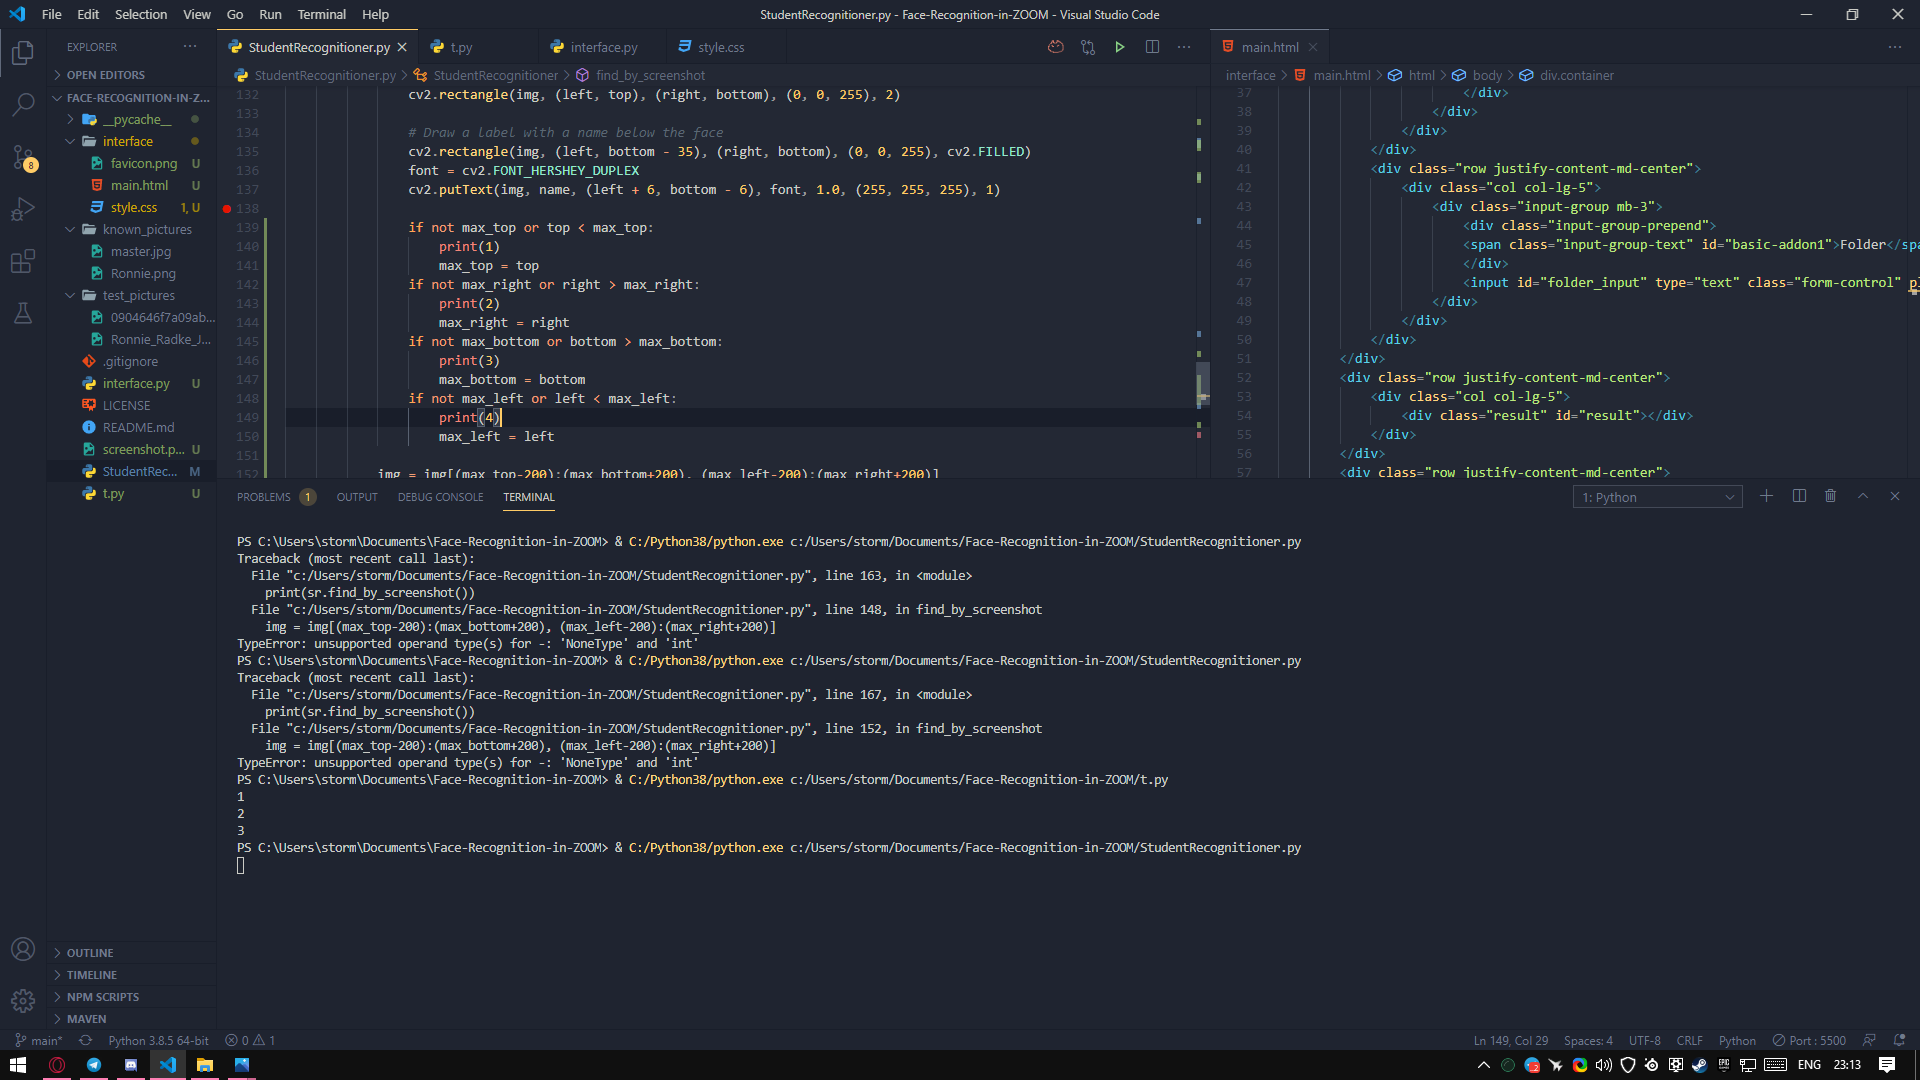 File Edit Selection View Go Run Terminal Help
StudentRecognitioner.py - Face-Recognition-in-ZOOM - Visual Studio Code
EXPLORER
OPEN EDITORS
FACE-RECOGNITION-IN-Z...
__pycache__
interface
favicon.png U
main.html U
style.css 1, U
known_pictures
master.jpg
Ronnie.png
test_pictures
0904646f7a09ab...
Ronnie_Radke_J...
.gitignore
interface.py U
LICENSE
README.md
screenshot.p... U
StudentRec... M
t.py U
8
OUTLINE
TIMELINE
NPM SCRIPTS
MAVEN
StudentRecognitioner.py t.py interface.py style.css
StudentRecognitioner.py > StudentRecognitioner > find_by_screenshot
132 cv2.rectangle(img, (left, top), (right, bottom), (0, 0, 255), 2)
133
134 # Draw a label with a name below the face
135 cv2.rectangle(img, (left, bottom - 35), (right, bottom), (0, 0, 255), cv2.FILLED)
136 font = cv2.FONT_HERSHEY_DUPLEX
137 cv2.putText(img, name, (left + 6, bottom - 6), font, 1.0, (255, 255, 255), 1)
138
139 if not max_top or top < max_top:
140 print(1)
141 max_top = top
142 if not max_right or right > max_right:
143 print(2)
144 max_right = right
145 if not max_bottom or bottom > max_bottom:
146 print(3)
147 max_bottom = bottom
148 if not max_left or left < max_left:
149 print(4)
150 max_left = left
151
152 img = img[(max_top-200):(max_bottom+200), (max_left-200):(max_right+200)]
main.html
interface > main.html > html > body > div.container
37 </div>
38 </div>
39 </div>
40 </div>
41 <div class="row justify-content-md-center">
42 <div class="col col-lg-5">
43 <div class="input-group mb-3">
44 <div class="input-group-prepend">
45 <span class="input-group-text" id="basic-addon1">Folder</spa
46 </div>
47 <input id="folder_input" type="text" class="form-control" pl
48 </div>
49 </div>
50 </div>
51 </div>
52 <div class="row justify-content-md-center">
53 <div class="col col-lg-5">
54 <div class="result" id="result"></div>
55 </div>
56 </div>
57 <div class="row justify-content-md-center">
PROBLEMS 1 OUTPUT DEBUG CONSOLE TERMINAL
1: Python
PS C:\Users\storm\Documents\Face-Recognition-in-ZOOM> & C:/Python38/python.exe c:/Users/storm/Documents/Face-Recognition-in-ZOOM/StudentRecognitioner.py
Traceback (most recent call last):
File "c:/Users/storm/Documents/Face-Recognition-in-ZOOM/StudentRecognitioner.py", line 163, in <module>
print(sr.find_by_screenshot())
File "c:/Users/storm/Documents/Face-Recognition-in-ZOOM/StudentRecognitioner.py", line 148, in find_by_screenshot
img = img[(max_top-200):(max_bottom+200), (max_left-200):(max_right+200)]
TypeError: unsupported operand type(s) for -: 'NoneType' and 'int'
PS C:\Users\storm\Documents\Face-Recognition-in-ZOOM> & C:/Python38/python.exe c:/Users/storm/Documents/Face-Recognition-in-ZOOM/StudentRecognitioner.py
Traceback (most recent call last):
File "c:/Users/storm/Documents/Face-Recognition-in-ZOOM/StudentRecognitioner.py", line 167, in <module>
print(sr.find_by_screenshot())
File "c:/Users/storm/Documents/Face-Recognition-in-ZOOM/StudentRecognitioner.py", line 152, in find_by_screenshot
img = img[(max_top-200):(max_bottom+200), (max_left-200):(max_right+200)]
TypeError: unsupported operand type(s) for -: 'NoneType' and 'int'
PS C:\Users\storm\Documents\Face-Recognition-in-ZOOM> & C:/Python38/python.exe c:/Users/storm/Documents/Face-Recognition-in-ZOOM/t.py
1
2
3
PS C:\Users\storm\Documents\Face-Recognition-in-ZOOM> & C:/Python38/python.exe c:/Users/storm/Documents/Face-Recognition-in-ZOOM/StudentRecognitioner.py
main* Python 3.8.5 64-bit 0 1
Ln 149, Col 29 Spaces: 4 UTF-8 CRLF Python Port : 5500
ENG 23:13